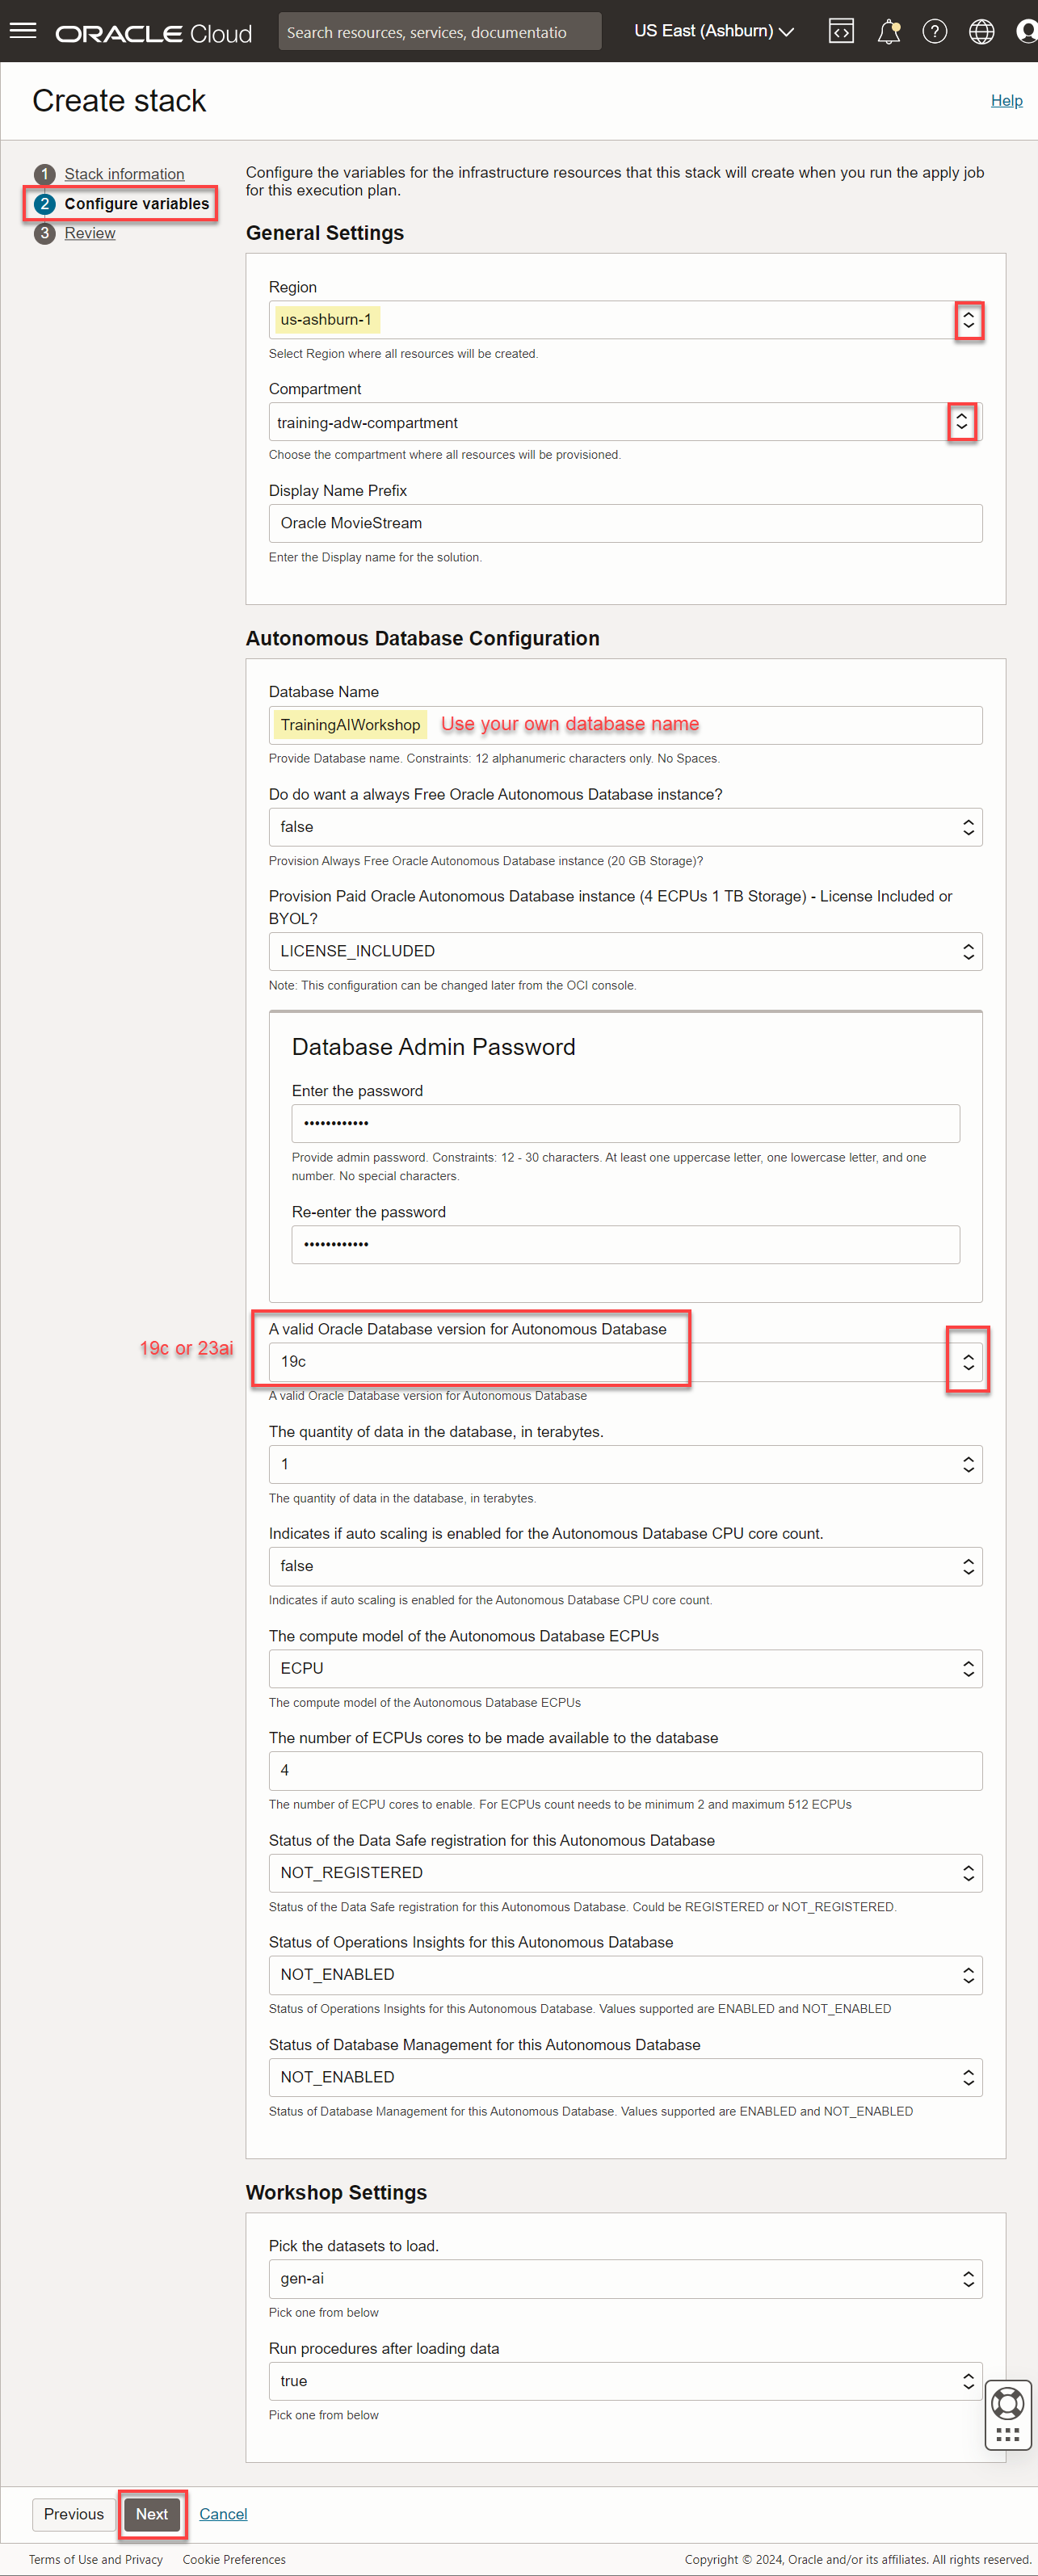 ORACLE Cloud
Search resources, services, documentatio
US East (Ashburn)
Create stack
Help
1 Stack information
2 Configure variables
3 Review
Configure the variables for the infrastructure resources that this stack will create when you run the apply job
for this execution plan.
General Settings
Region
us-ashburn-1
Select Region where all resources will be created.
Compartment
training-adw-compartment
Choose the compartment where all resources will be provisioned.
Display Name Prefix
Oracle MovieStream
Enter the Display name for the solution.
Autonomous Database Configuration
Database Name
TrainingAIWorkshop Use your own database name
Provide Database name. Constraints: 12 alphanumeric characters only. No Spaces.
Do do want a always Free Oracle Autonomous Database instance?
false
Provision Always Free Oracle Autonomous Database instance (20 GB Storage)?
Provision Paid Oracle Autonomous Database instance (4 ECPUs 1 TB Storage) - License Included or
BYOL?
LICENSE_INCLUDED
Note: This configuration can be changed later from the OCI console.
Database Admin Password
Enter the password
••••••••••••
Provide admin password. Constraints: 12 - 30 characters. At least one uppercase letter, one lowercase letter, and one
number. No special characters.
Re-enter the password
••••••••••••
A valid Oracle Database version for Autonomous Database
19c or 23ai
19c
A valid Oracle Database version for Autonomous Database
The quantity of data in the database, in terabytes.
1
The quantity of data in the database, in terabytes.
Indicates if auto scaling is enabled for the Autonomous Database CPU core count.
false
Indicates if auto scaling is enabled for the Autonomous Database CPU core count.
The compute model of the Autonomous Database ECPUs
ECPU
The compute model of the Autonomous Database ECPUs
The number of ECPUs cores to be made available to the database
4
The number of ECPU cores to enable. For ECPUs count needs to be minimum 2 and maximum 512 ECPUs
Status of the Data Safe registration for this Autonomous Database
NOT_REGISTERED
Status of the Data Safe registration for this Autonomous Database. Could be REGISTERED or NOT_REGISTERED.
Status of Operations Insights for this Autonomous Database
NOT_ENABLED
Status of Operations Insights for this Autonomous Database. Values supported are ENABLED and NOT_ENABLED
Status of Database Management for this Autonomous Database
NOT_ENABLED
Status of Database Management for this Autonomous Database. Values supported are ENABLED and NOT_ENABLED
Workshop Settings
Pick the datasets to load.
gen-ai
Pick one from below
Run procedures after loading data
true
Pick one from below
Previous Next Cancel
Terms of Use and Privacy Cookie Preferences Copyright © 2024, Oracle and/or its affiliates. All rights reserved.